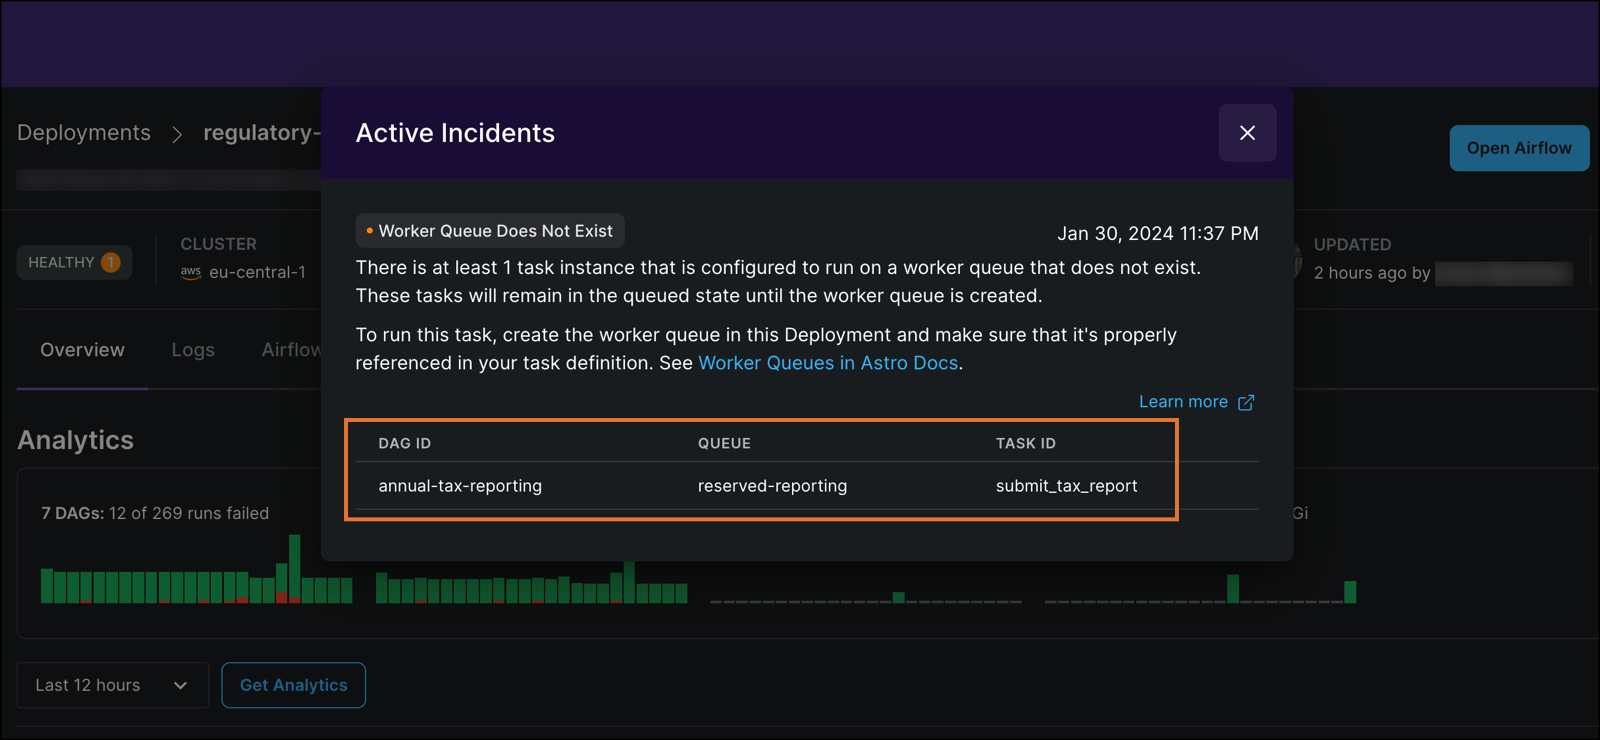 Deployments > regulatory-
Active Incidents
Open Airflow
HEALTHY 1
CLUSTER
aws eu-central-1
Worker Queue Does Not Exist
Jan 30, 2024 11:37 PM
There is at least 1 task instance that is configured to run on a worker queue that does not exist.
These tasks will remain in the queued state until the worker queue is created.
To run this task, create the worker queue in this Deployment and make sure that it's properly
referenced in your task definition. See Worker Queues in Astro Docs.
Learn more
UPDATED
2 hours ago by
Overview Logs Airflow
Analytics
DAG ID QUEUE TASK ID
annual-tax-reporting reserved-reporting submit_tax_report
7 DAGs: 12 of 269 runs failed
Gi
Last 12 hours
Get Analytics